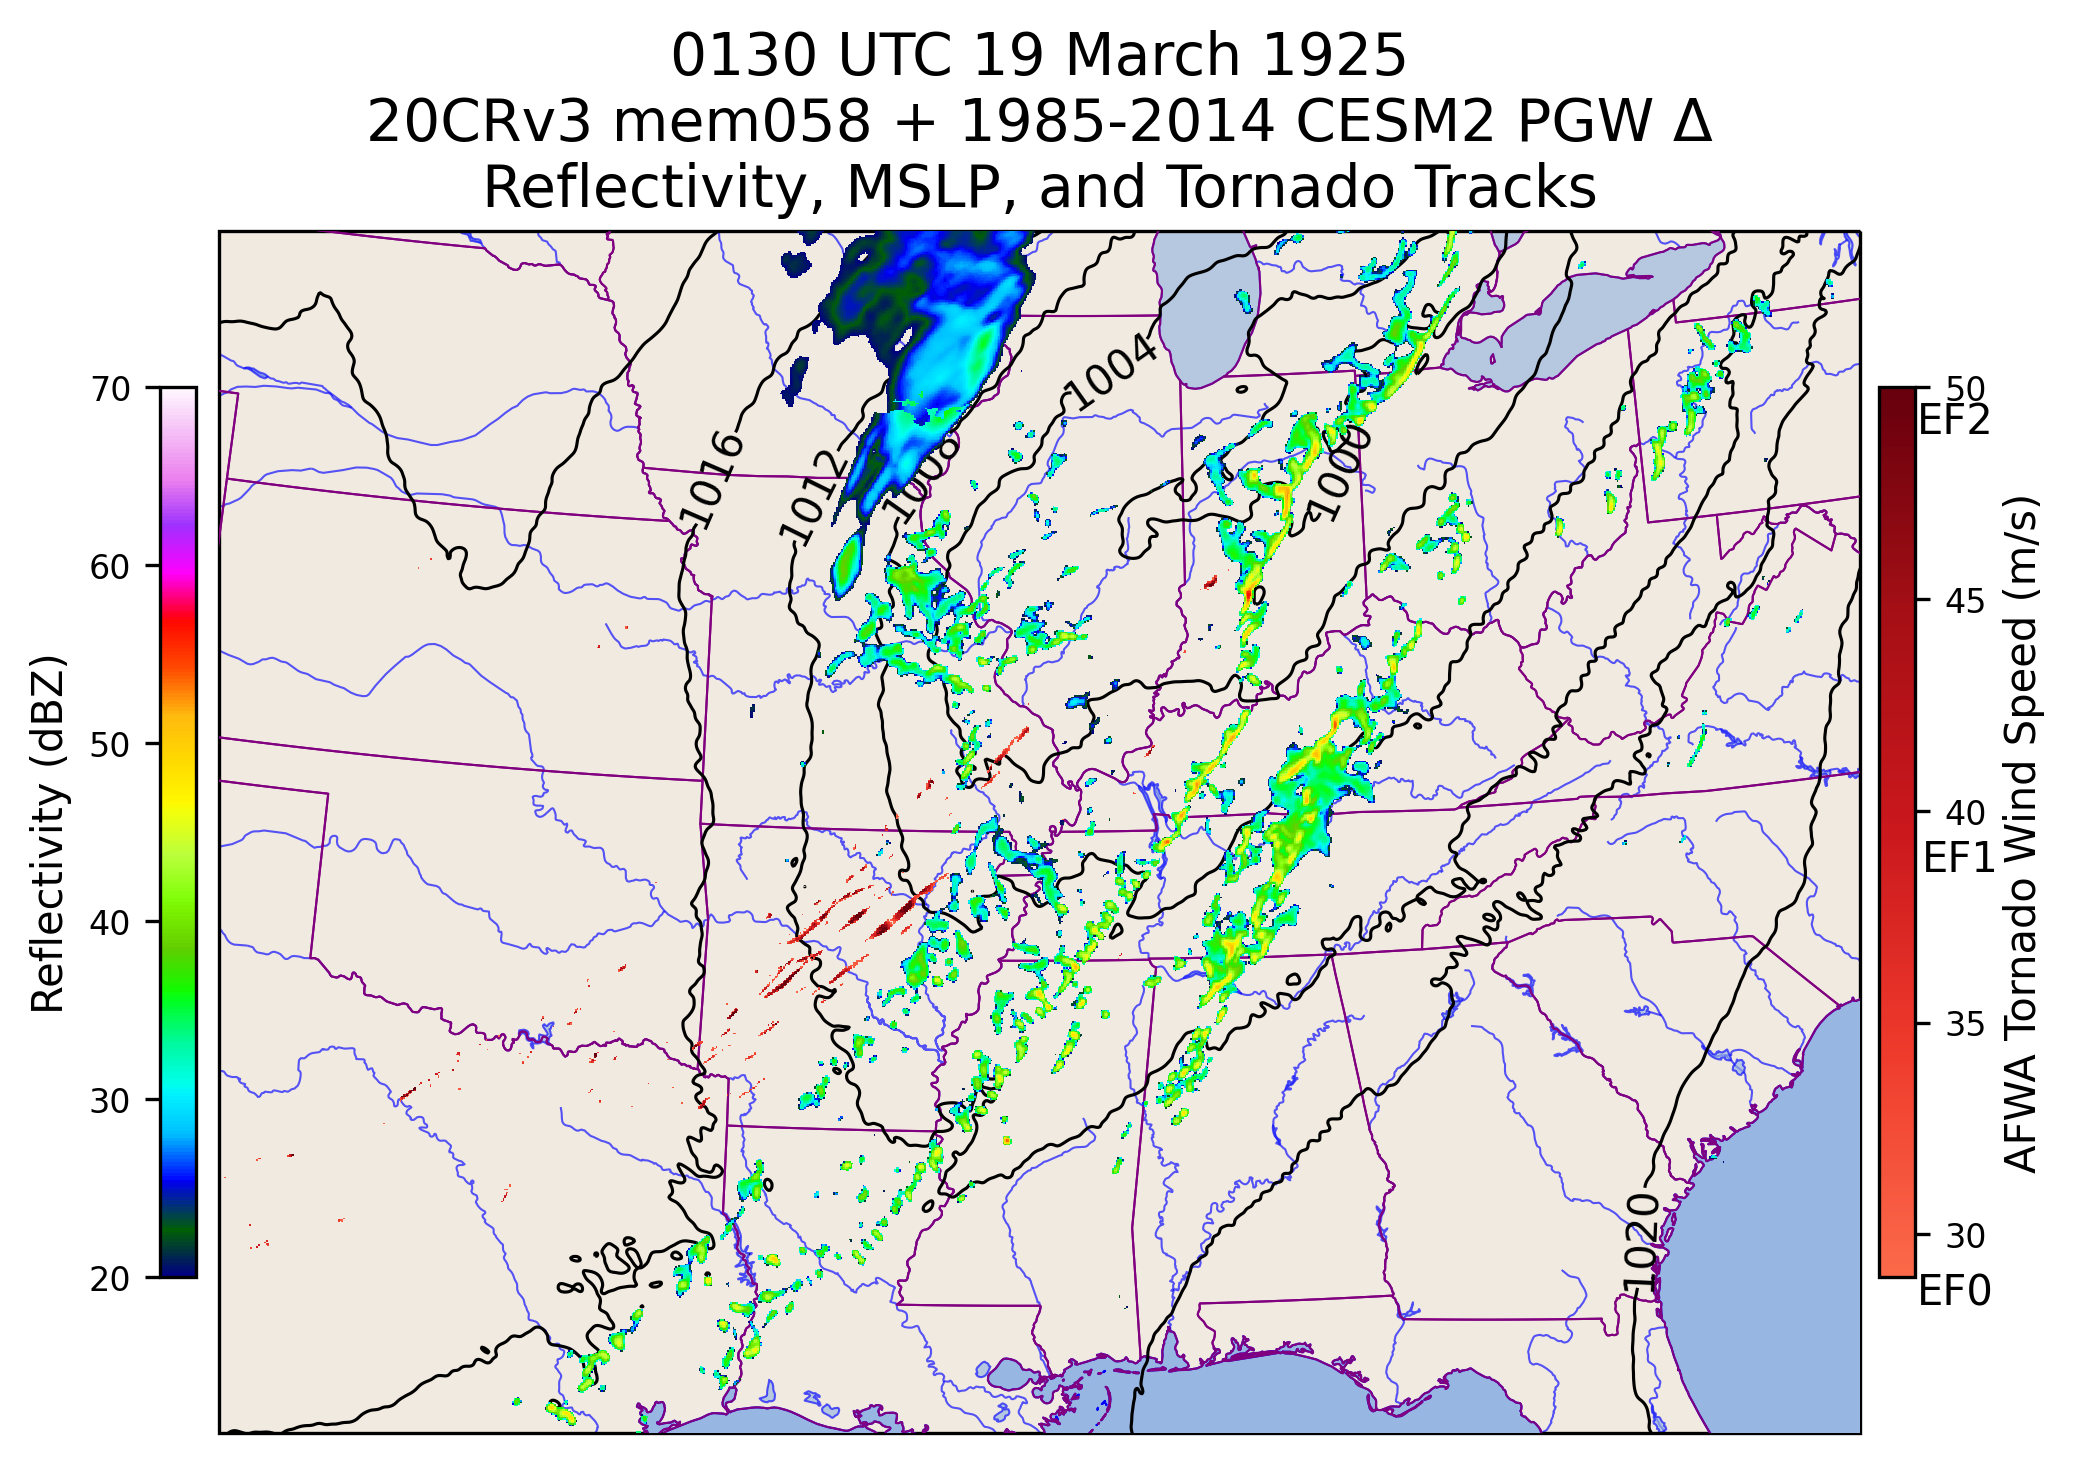 0130 UTC 19 March 1925
20CRv3 mem058 + 1985-2014 CESM2 PGW Δ
Reflectivity, MSLP, and Tornado Tracks
70
60
50
40
30
20
Reflectivity (dBZ)
1016
1012
1008
1004
1000
1020
50
EF2
45
40
EF1
35
30
EF0
AFWA Tornado Wind Speed (m/s)